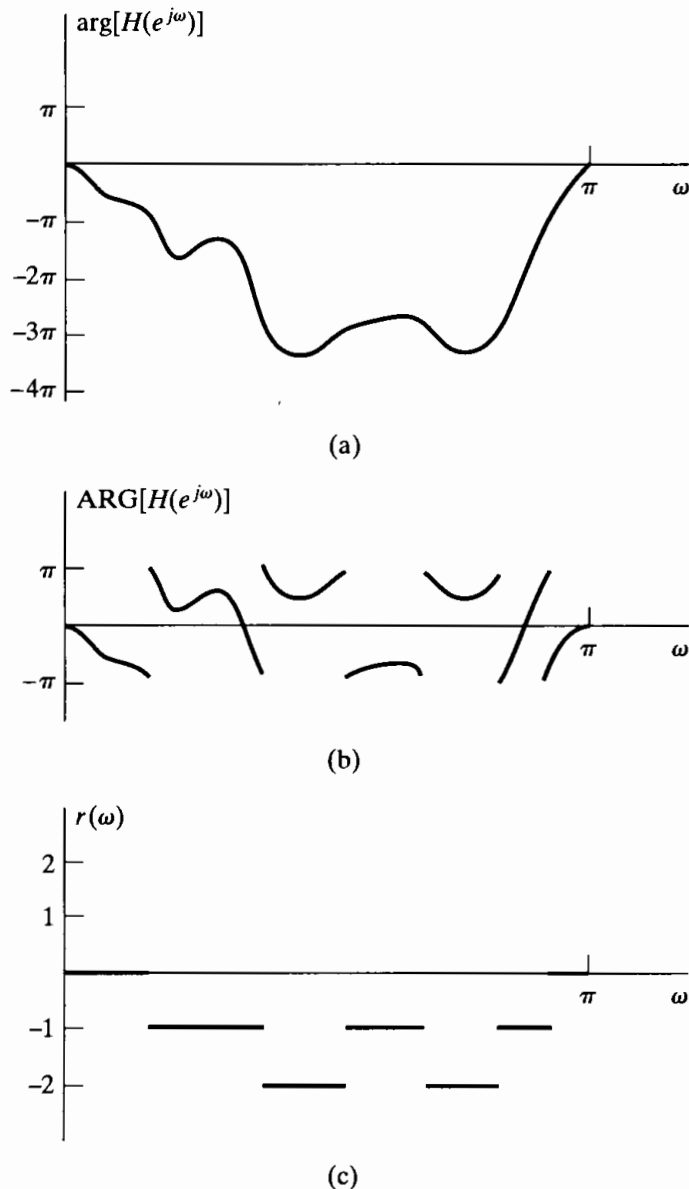 arg[H(e^{jω})]
π
π
ω
−π
−2π
−3π
−4π
(a)
ARG[H(e^{jω})]
π
π
ω
−π
(b)
r(ω)
2
1
π
ω
−1
−2
(c)